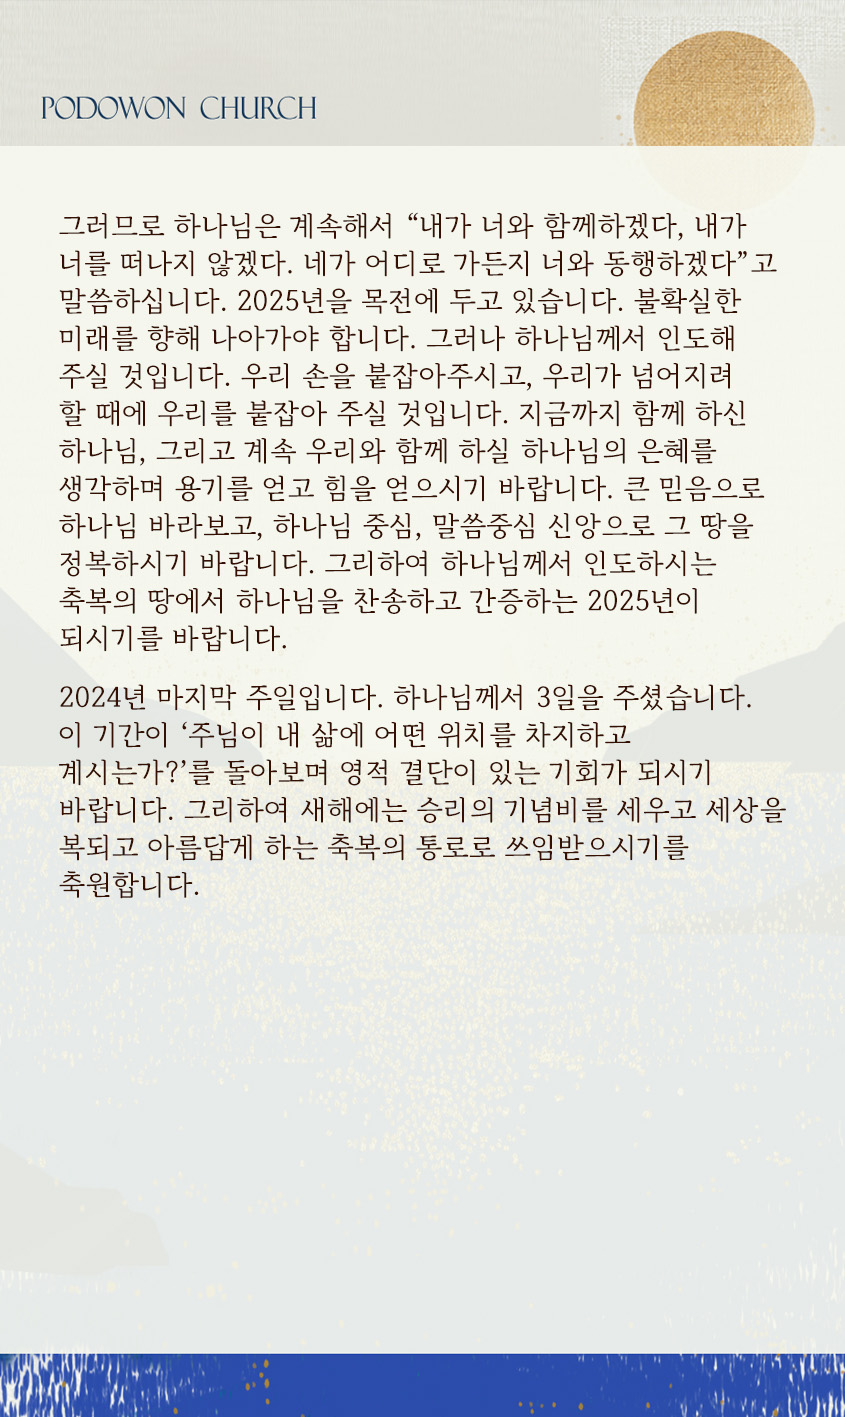 PODOWON CHURCH
그러므로 하나님은 계속해서 “내가 너와 함께하겠다, 내가
너를 떠나지 않겠다. 네가 어디로 가든지 너와 동행하겠다”고
말씀하십니다. 2025년을 목전에 두고 있습니다. 불확실한
미래를 향해 나아가야 합니다. 그러나 하나님께서 인도해
주실 것입니다. 우리 손을 붙잡아주시고, 우리가 넘어지려
할 때에 우리를 붙잡아 주실 것입니다. 지금까지 함께 하신
하나님, 그리고 계속 우리와 함께 하실 하나님의 은혜를
생각하며 용기를 얻고 힘을 얻으시기 바랍니다. 큰 믿음으로
하나님 바라보고, 하나님 중심, 말씀중심 신앙으로 그 땅을
정복하시기 바랍니다. 그리하여 하나님께서 인도하시는
축복의 땅에서 하나님을 찬송하고 간증하는 2025년이
되시기를 바랍니다.
2024년 마지막 주일입니다. 하나님께서 3일을 주셨습니다.
이 기간이 ‘주님이 내 삶에 어떤 위치를 차지하고
계시는가?’를 돌아보며 영적 결단이 있는 기회가 되시기
바랍니다. 그리하여 새해에는 승리의 기념비를 세우고 세상을
복되고 아름답게 하는 축복의 통로로 쓰임받으시기를
축원합니다.